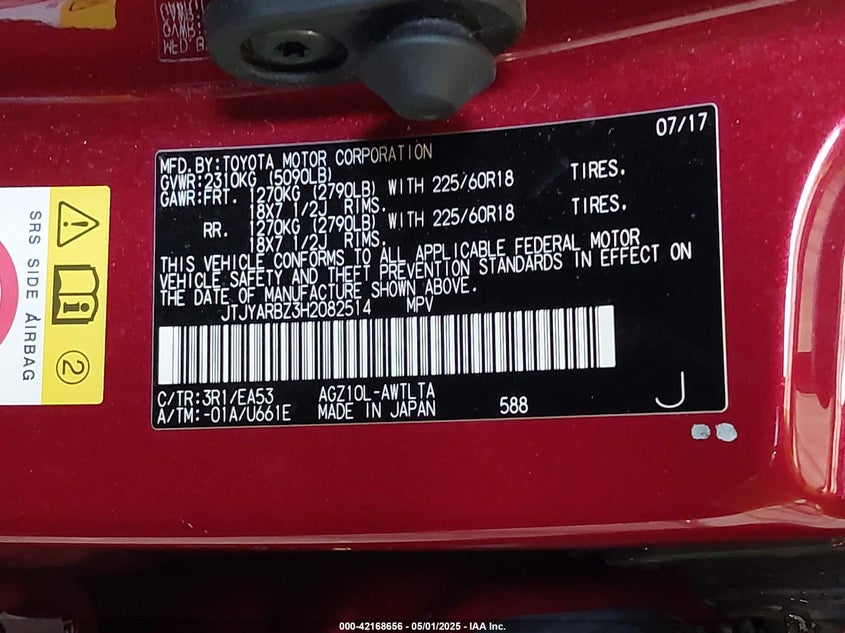 07/17
MFD. BY:TOYOTA MOTOR CORPORATION
GVWR:2310KG (5090LB)
GAWR:FRT. 1270KG (2790LB) WITH 225/60R18 TIRES.
18X7 1/2J RIMS.
RR. 1270KG (2790LB) WITH 225/60R18 TIRES.
18X7 1/2J RIMS.
THIS VEHICLE CONFORMS TO ALL APPLICABLE FEDERAL MOTOR
VEHICLE SAFETY AND THEFT PREVENTION STANDARDS IN EFFECT ON
THE DATE OF MANUFACTURE SHOWN ABOVE.
JTJYARBZ3H2082514 MPV
C/TR:3R1/EA53 AGZ10L-AWTLTA
A/TM:-01A/U661E MADE IN JAPAN 588 J
SRS SIDE AIRBAG
2
000-42168656 - 05/01/2025 - IAA Inc.